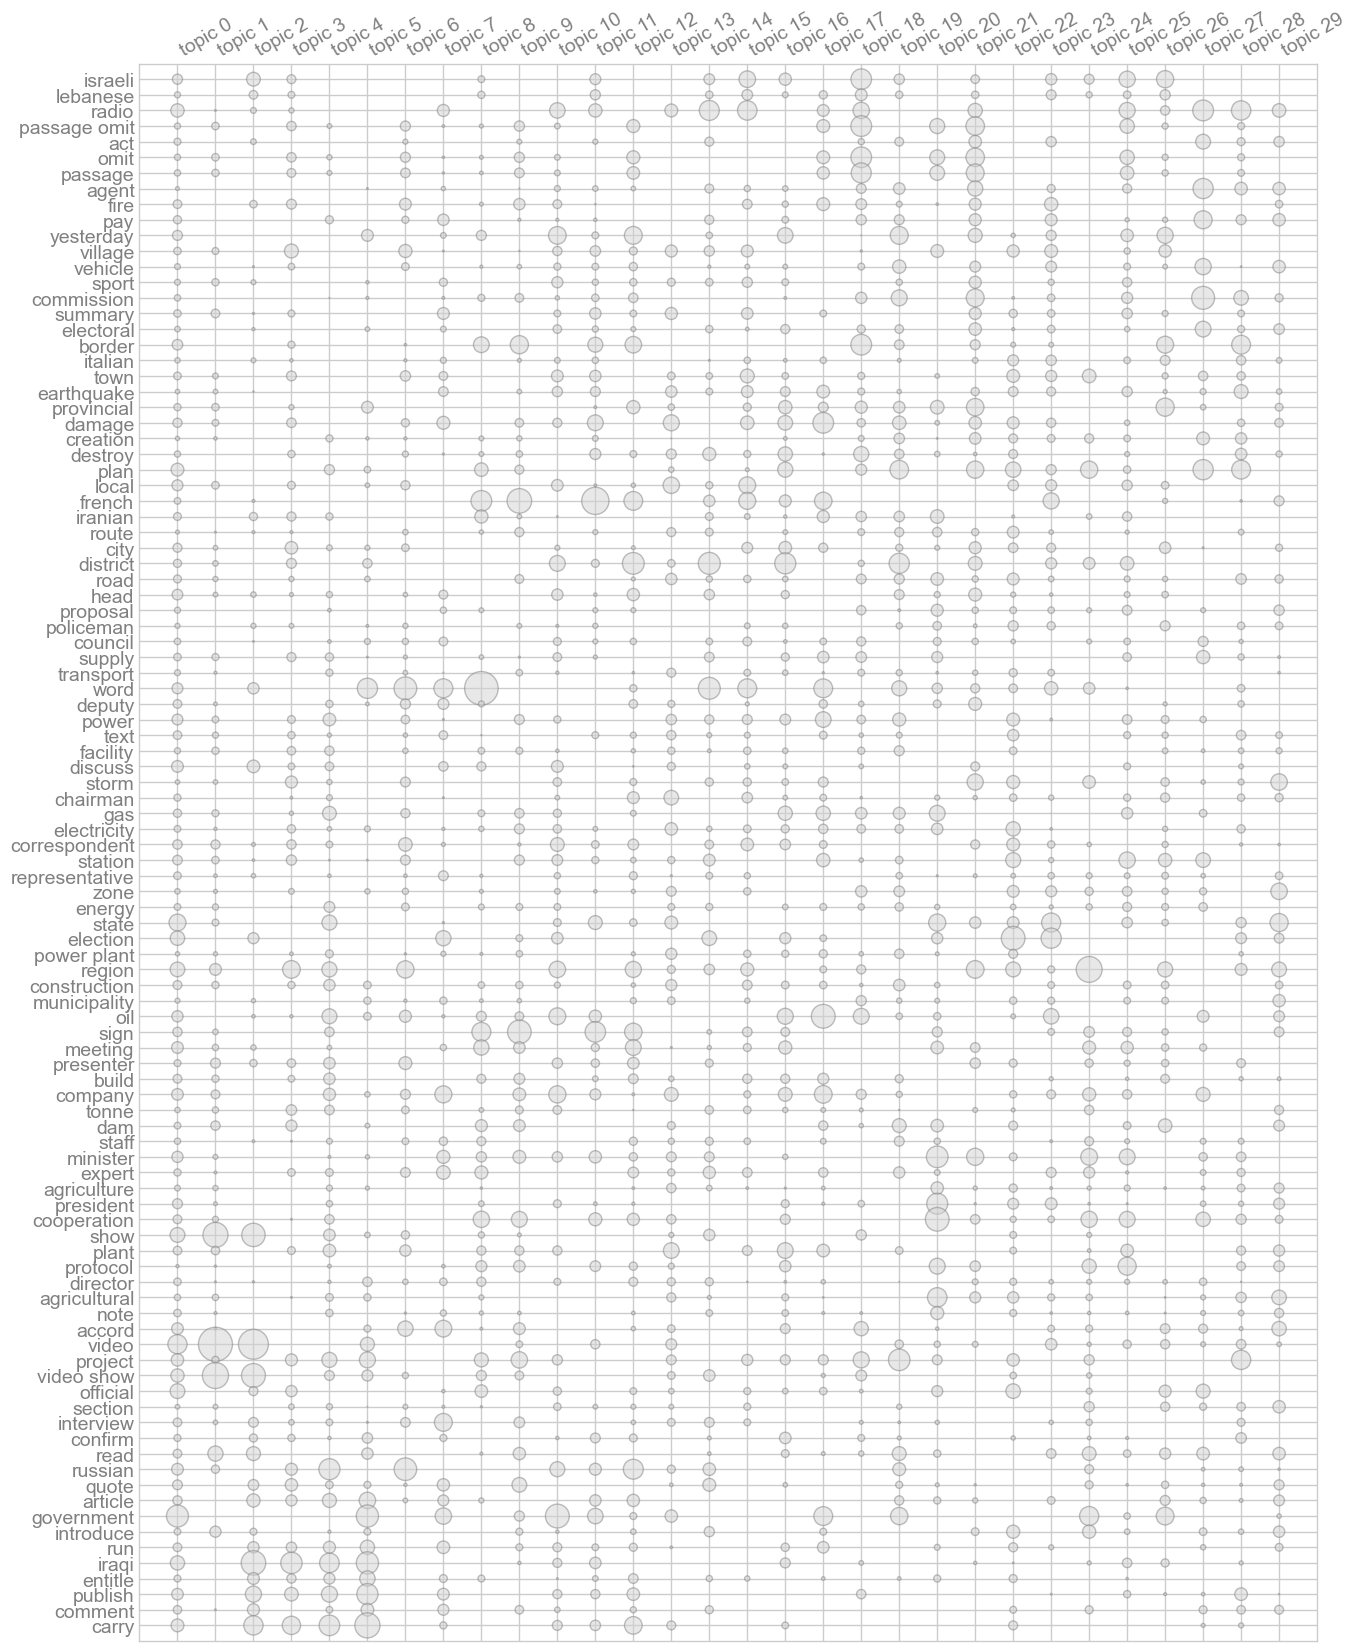 topic 0
topic 1
topic 2
topic 3
topic 4
topic 5
topic 6
topic 7
topic 8
topic 9
topic 10
topic 11
topic 12
topic 13
topic 14
topic 15
topic 16
topic 17
topic 18
topic 19
topic 20
topic 21
topic 22
topic 23
topic 24
topic 25
topic 26
topic 27
topic 28
topic 29
israeli
lebanese
radio
passage omit
act
omit
passage
agent
fire
pay
yesterday
village
vehicle
sport
commission
summary
electoral
border
italian
town
earthquake
provincial
damage
creation
destroy
plan
local
french
iranian
route
city
district
road
head
proposal
policeman
council
supply
transport
word
deputy
power
text
facility
discuss
storm
chairman
gas
electricity
correspondent
station
representative
zone
energy
state
election
power plant
region
construction
municipality
oil
sign
meeting
presenter
build
company
tonne
dam
staff
minister
expert
agriculture
president
cooperation
show
plant
protocol
director
agricultural
note
accord
video
project
video show
official
section
interview
confirm
read
russian
quote
article
government
introduce
run
iraqi
entitle
publish
comment
carry